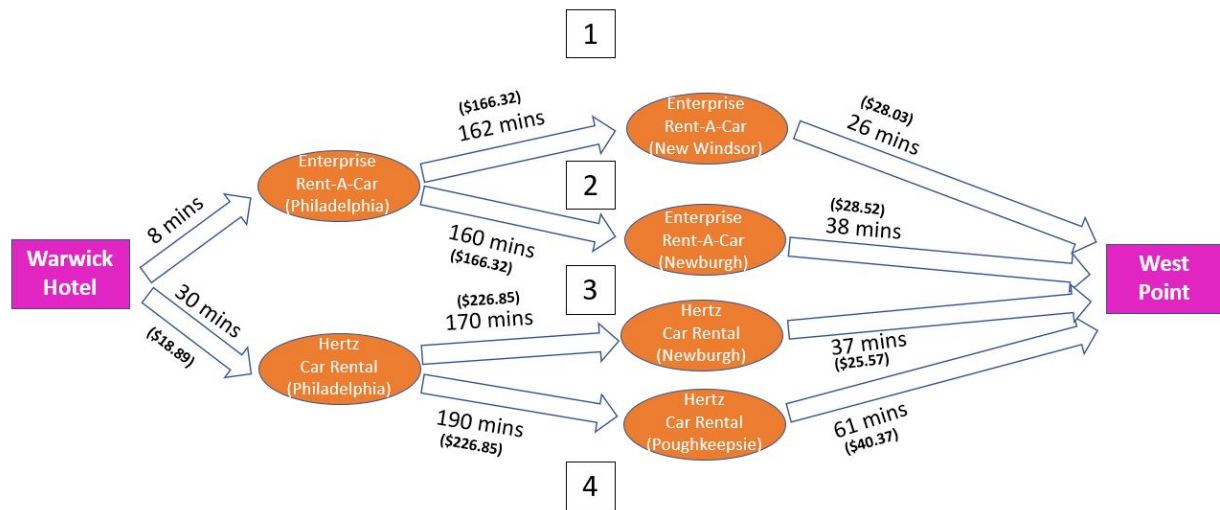 1
($166.32)
162 mins
Enterprise
Rent-A-Car
(New Windsor)
($28.03)
26 mins
Enterprise
Rent-A-Car
(Philadelphia)
2
8 mins
160 mins
($166.32)
Enterprise
Rent-A-Car
(Newburgh)
($28.52)
38 mins
Warwick
Hotel
West
Point
3
30 mins
($18.89)
($226.85)
170 mins
Hertz
Car Rental
(Newburgh)
37 mins
($25.57)
Hertz
Car Rental
(Philadelphia)
190 mins
($226.85)
Hertz
Car Rental
(Poughkeepsie)
61 mins
($40.37)
4